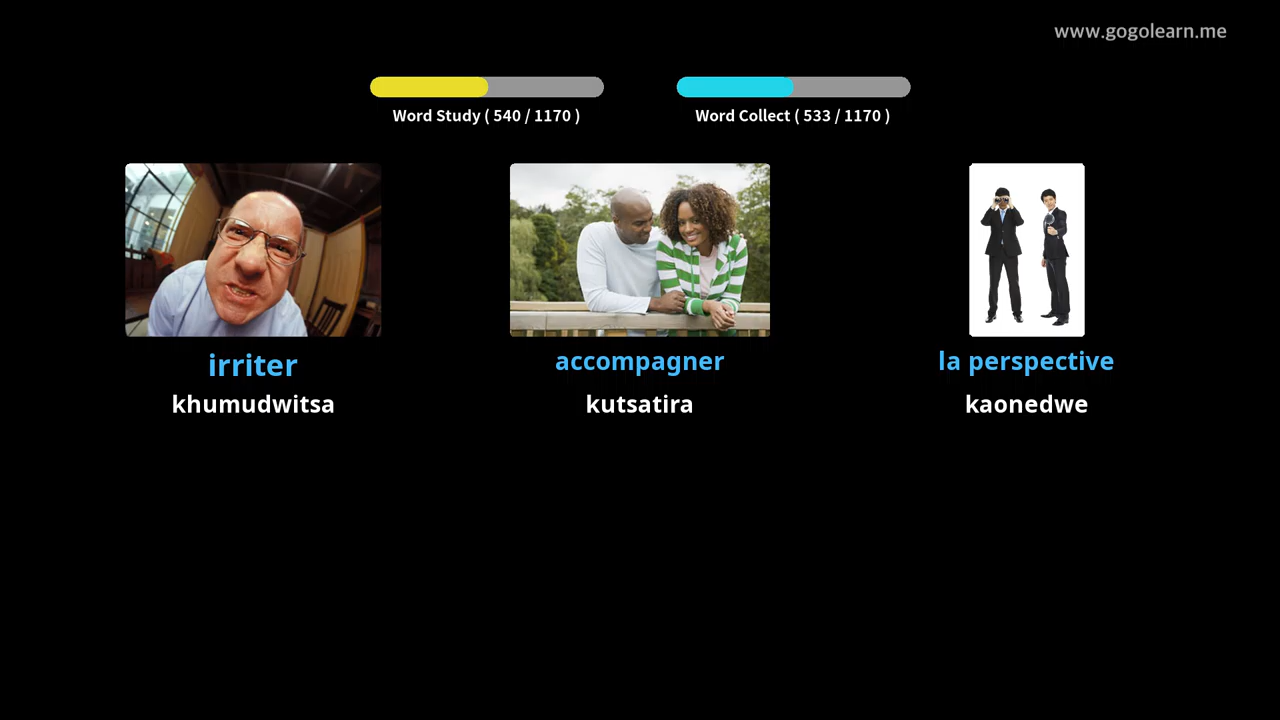 www.gogolearn.me
Word Study ( 540 / 1170 )
Word Collect ( 533 / 1170 )
irriter
khumudwitsa
accompagner
kutsatira
la perspective
kaonedwe